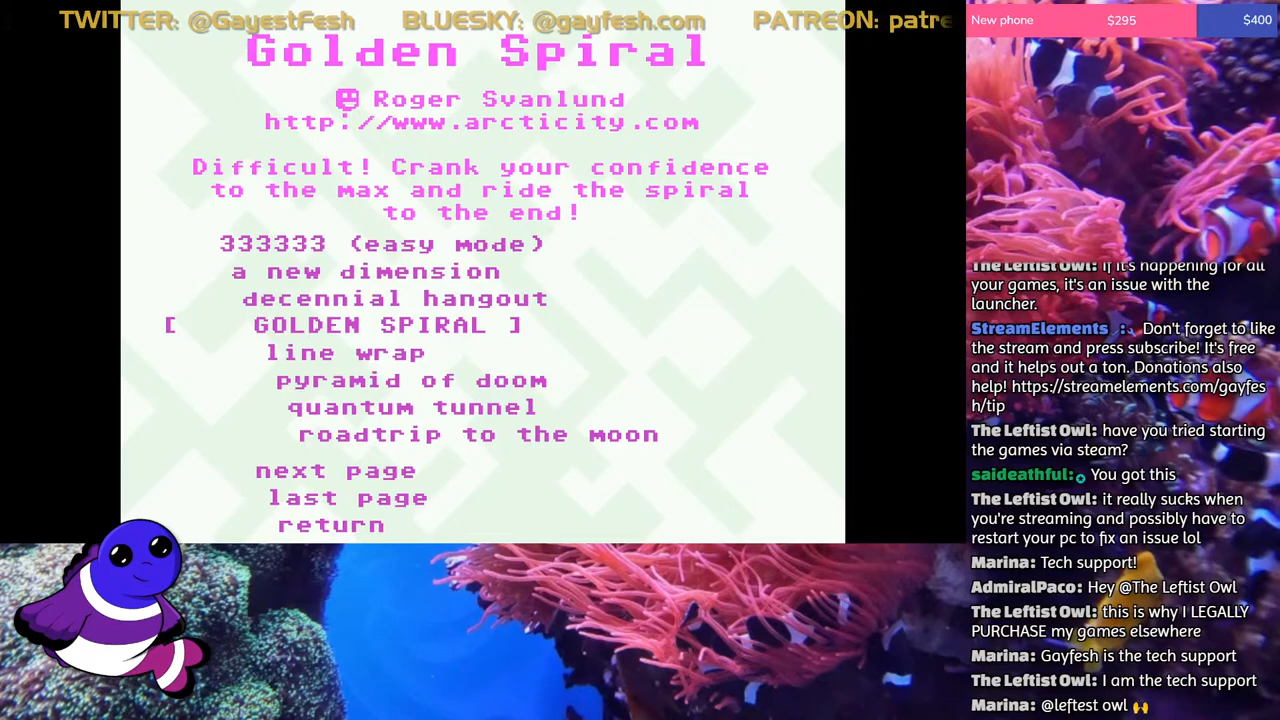 TWITTER: @GayestFesh BLUESKY: @gayfesh.com PATREON: patre
New phone $295 $400
Golden Spiral
Roger Svanlund
http://www.arcticity.com
Difficult! Crank your confidence
to the max and ride the spiral
to the end!
333333 (easy mode)
a new dimension
decennial hangout
[ GOLDEN SPIRAL ]
line wrap
pyramid of doom
quantum tunnel
roadtrip to the moon
next page
last page
return
The Leftist Owl: If it's happening for all
your games, it's an issue with the
launcher.
StreamElements : Don't forget to like
the stream and press subscribe! It's free
and it helps out a ton. Donations also
help! https://streamelements.com/gayfes
h/tip
The Leftist Owl: have you tried starting
the games via steam?
saideathful: You got this
The Leftist Owl: it really sucks when
you're streaming and possibly have to
restart your pc to fix an issue lol
Marina: Tech support!
AdmiralPaco: Hey @The Leftist Owl
The Leftist Owl: this is why I LEGALLY
PURCHASE my games elsewhere
Marina: Gayfesh is the tech support
The Leftist Owl: I am the tech support
Marina: @leftest owl 🙌